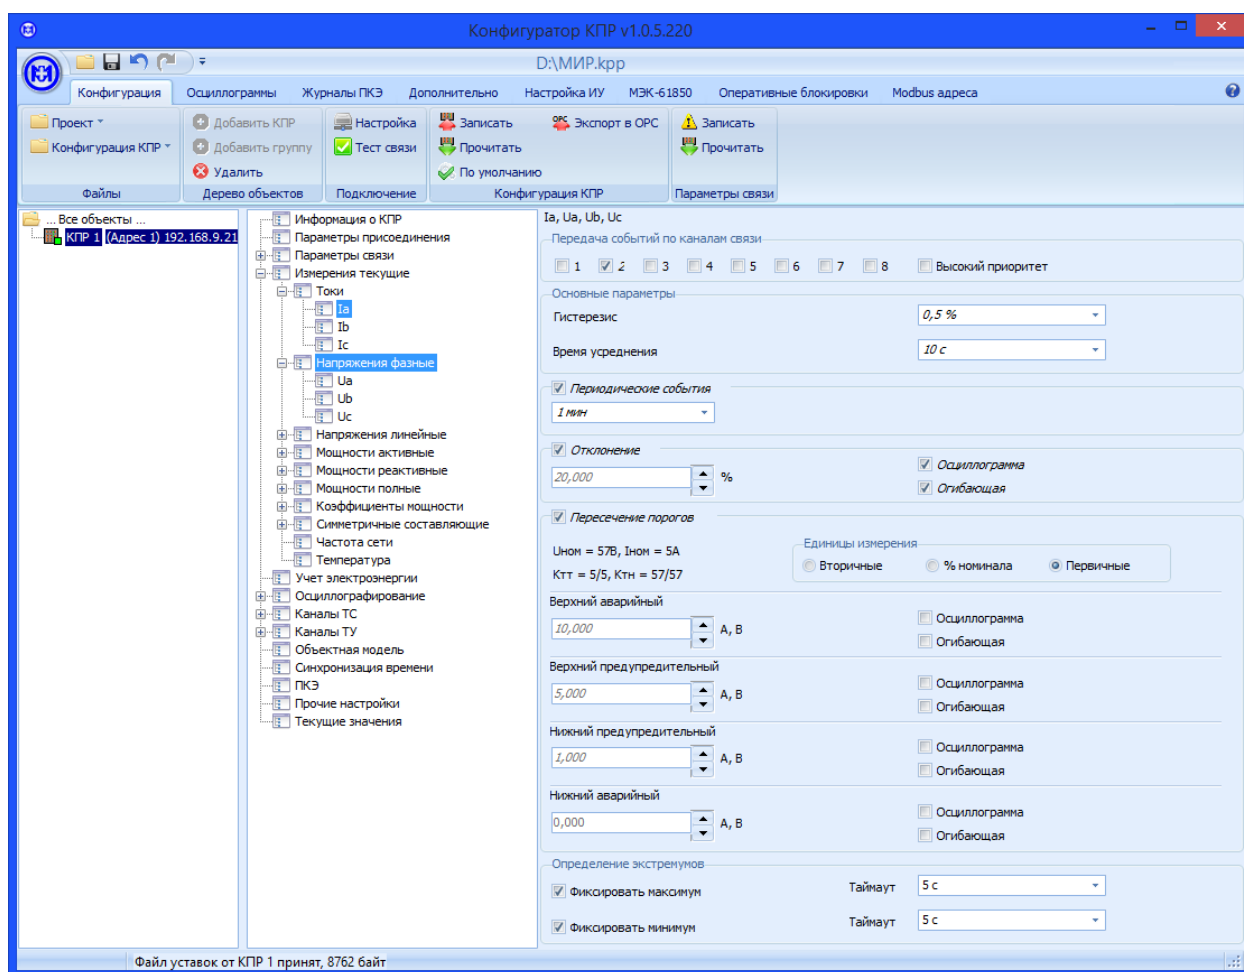 Конфигуратор КПР v1.0.5.220
D:\МИР.kpp
Конфигурация Осциллограммы Журналы ПКЭ Дополнительно Настройка ИУ МЭК-61850 Оперативные блокировки Modbus адреса
Проект Добавить КПР Настройка Записать OPC Экспорт в OPC Записать
Конфигурация КПР Добавить группу Тест связи Прочитать Прочитать
Удалить По умолчанию
Файлы Дерево объектов Подключение Конфигурация КПР Параметры связи
... Все объекты ...
КПР 1 (Адрес 1) 192.168.9.21
Информация о КПР
Параметры присоединения
Параметры связи
Измерения текущие
Токи
Ia
Ib
Ic
Напряжения фазные
Ua
Ub
Uc
Напряжения линейные
Мощности активные
Мощности реактивные
Мощности полные
Коэффициенты мощности
Симметричные составляющие
Частота сети
Температура
Учет электроэнергии
Осциллографирование
Каналы ТС
Каналы ТУ
Объектная модель
Синхронизация времени
ПКЭ
Прочие настройки
Текущие значения
Ia, Ua, Ub, Uc
Передача событий по каналам связи
1 2 3 4 5 6 7 8 Высокий приоритет
Основные параметры
Гистерезис 0,5 %
Время усреднения 10 с
Периодические события
1 мин
Отклонение
20,000 % Осциллограмма
Огибающая
Пересечение порогов
Uном = 57В, Iном = 5А
Ктт = 5/5, Ктн = 57/57
Единицы измерения
Вторичные % номинала Первичные
Верхний аварийный
10,000 А, В Осциллограмма
Огибающая
Верхний предупредительный
5,000 А, В Осциллограмма
Огибающая
Нижний предупредительный
1,000 А, В Осциллограмма
Огибающая
Нижний аварийный
0,000 А, В Осциллограмма
Огибающая
Определение экстремумов
Фиксировать максимум Таймаут 5 с
Фиксировать минимум Таймаут 5 с
Файл уставок от КПР 1 принят, 8762 байт